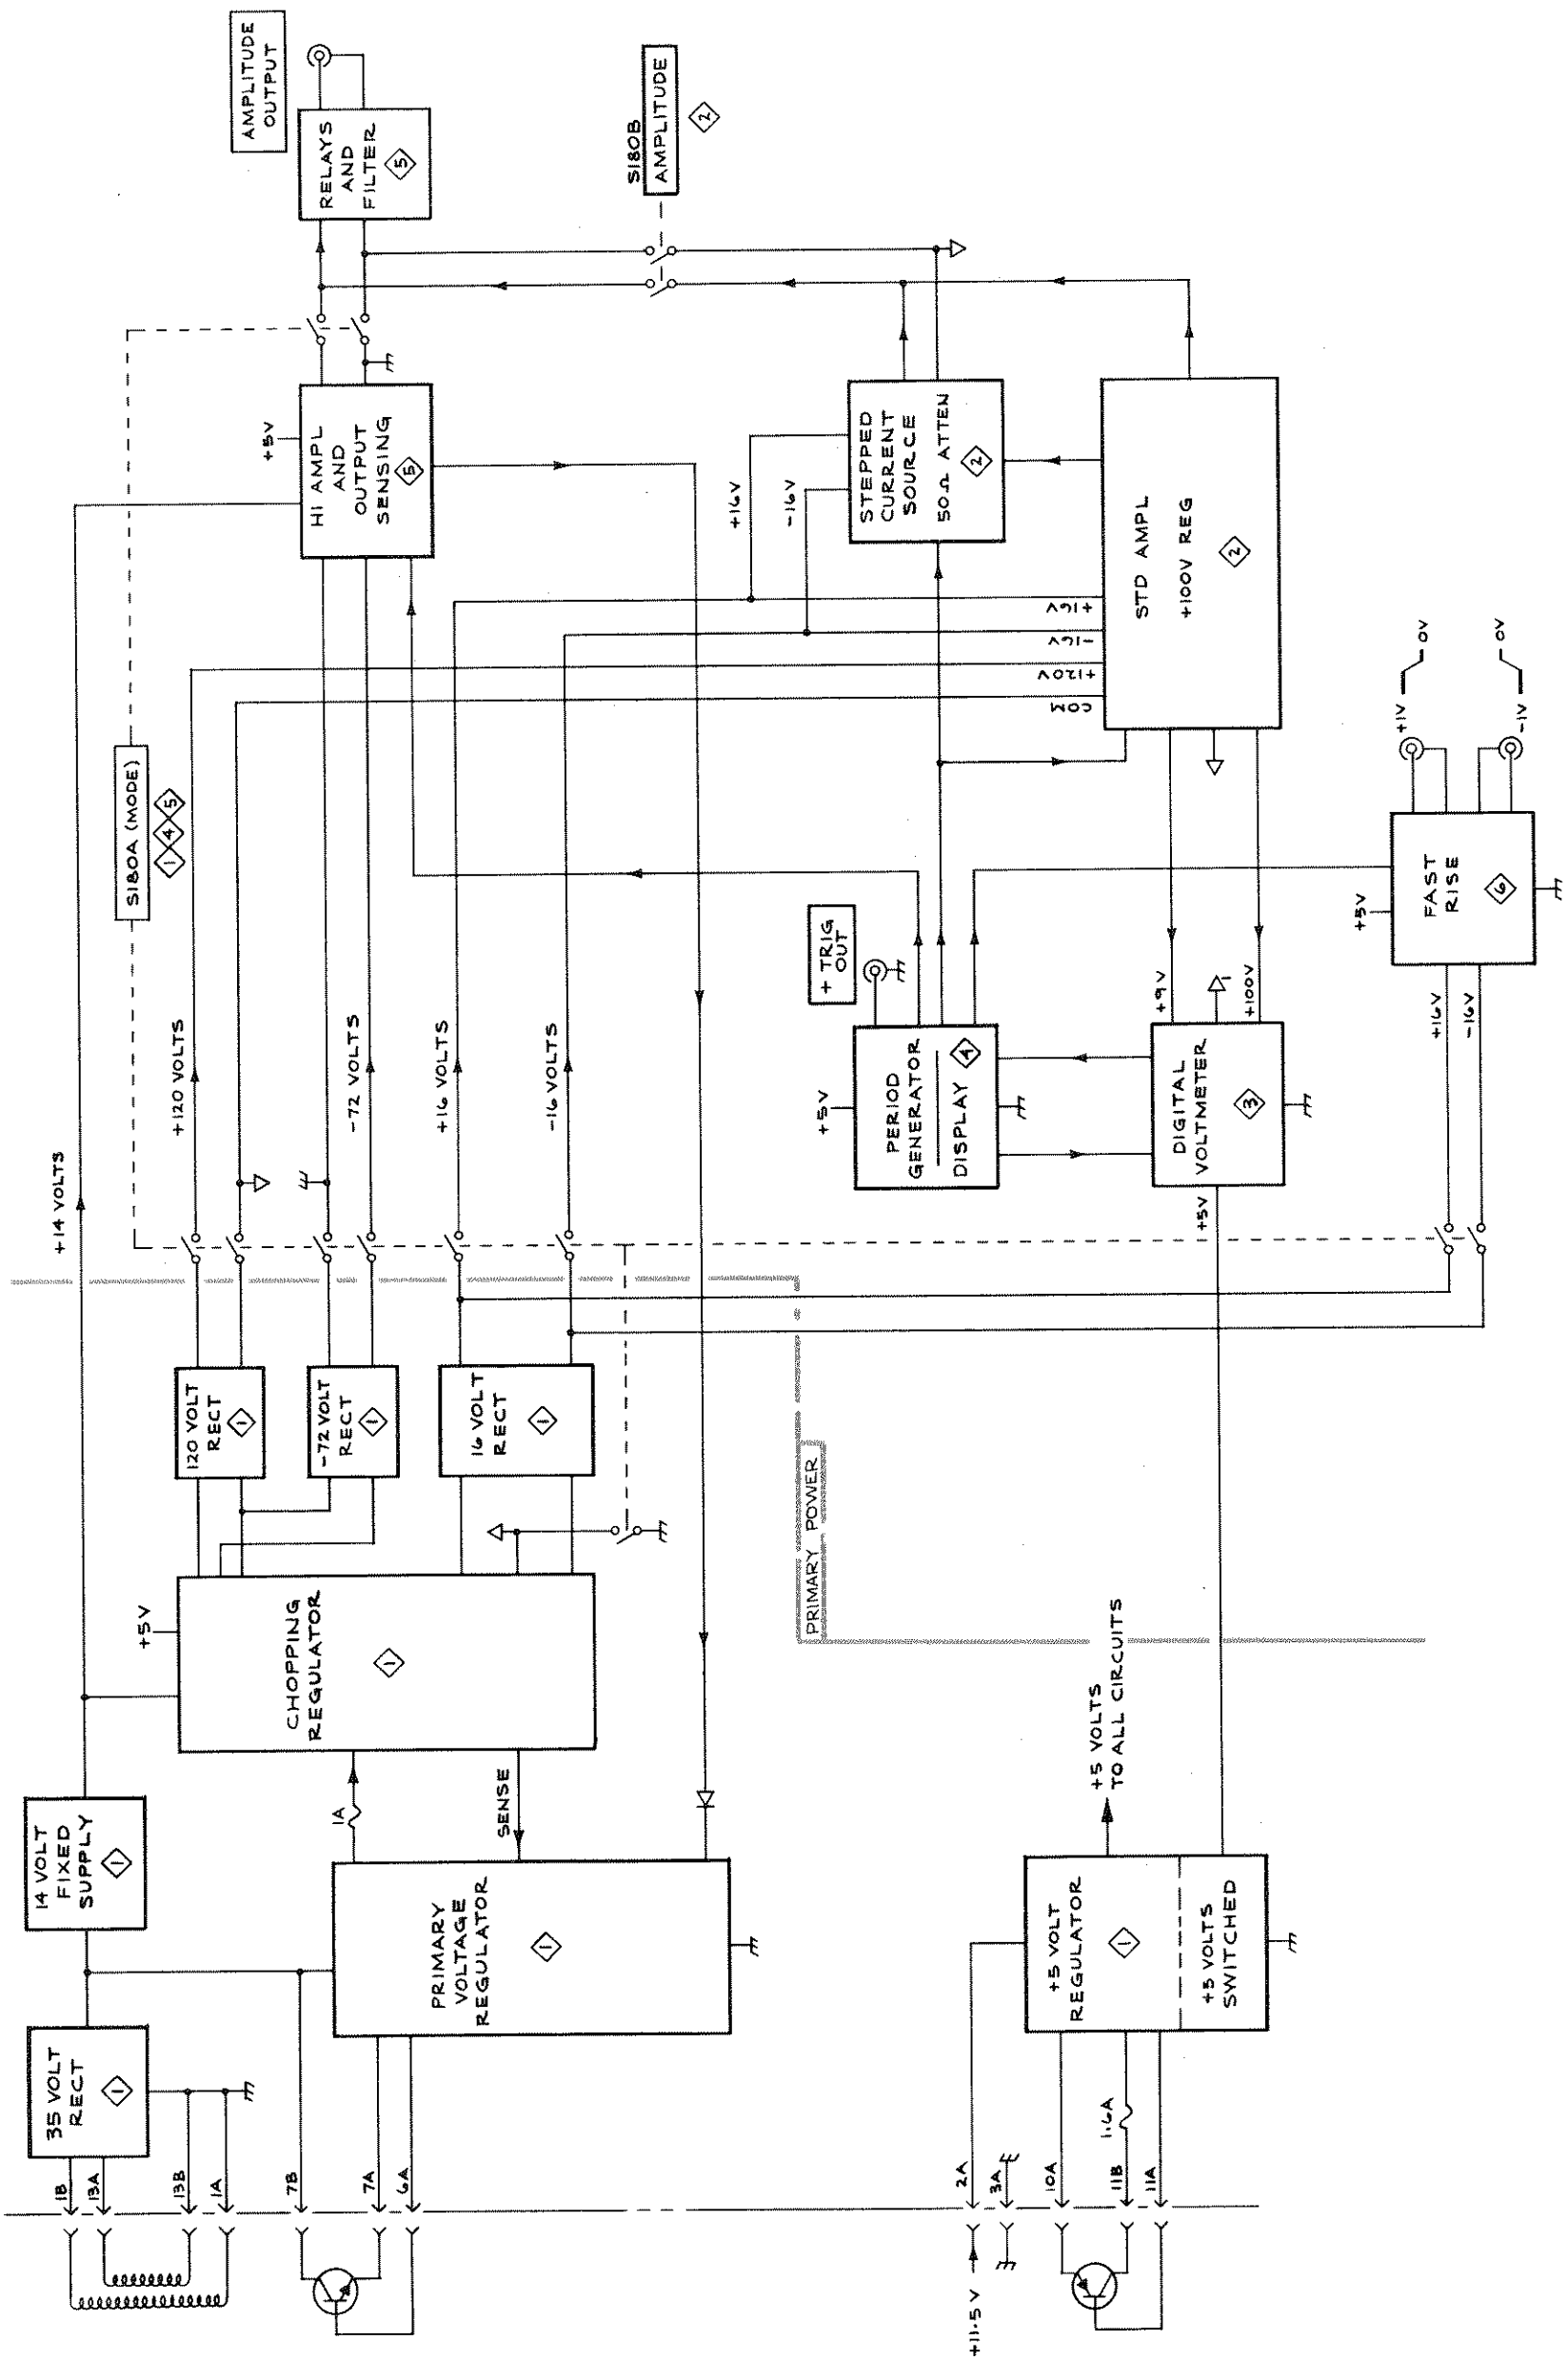 35 VOLT
RECT
1
1B
13A
13B
1A
7B
7A
6A
14 VOLT
FIXED
SUPPLY
1
+14 VOLTS
PRIMARY
VOLTAGE
REGULATOR
1
1A
SENSE
+5V
CHOPPING
REGULATOR
1
120 VOLT
RECT
1
-72 VOLT
RECT
1
16 VOLT
RECT
1
PRIMARY POWER
+120 VOLTS
-72 VOLTS
+16 VOLTS
-16 VOLTS
S180A (MODE)
1
4
5
+5V
HI AMPL
AND
OUTPUT
SENSING
5
RELAYS
AND
FILTER
5
AMPLITUDE
OUTPUT
S180B
AMPLITUDE
2
+16V
-16V
STEPPED
CURRENT
SOURCE
50Ω ATTEN
2
+16V
-16V
+120V
COM
STD AMPL
+100V REG
2
+ TRIG
OUT
+5V
PERIOD
GENERATOR
DISPLAY
4
+9V
1
+100V
DIGITAL
VOLTMETER
3
+5V
+5V
FAST
RISE
6
+16V
-16V
+1V
0V
-1V
0V
+11.5V
2A
3A
10A
11B
11A
1.6A
+5 VOLT
REGULATOR
1
+5 VOLTS
SWITCHED
+5 VOLTS
TO ALL CIRCUITS